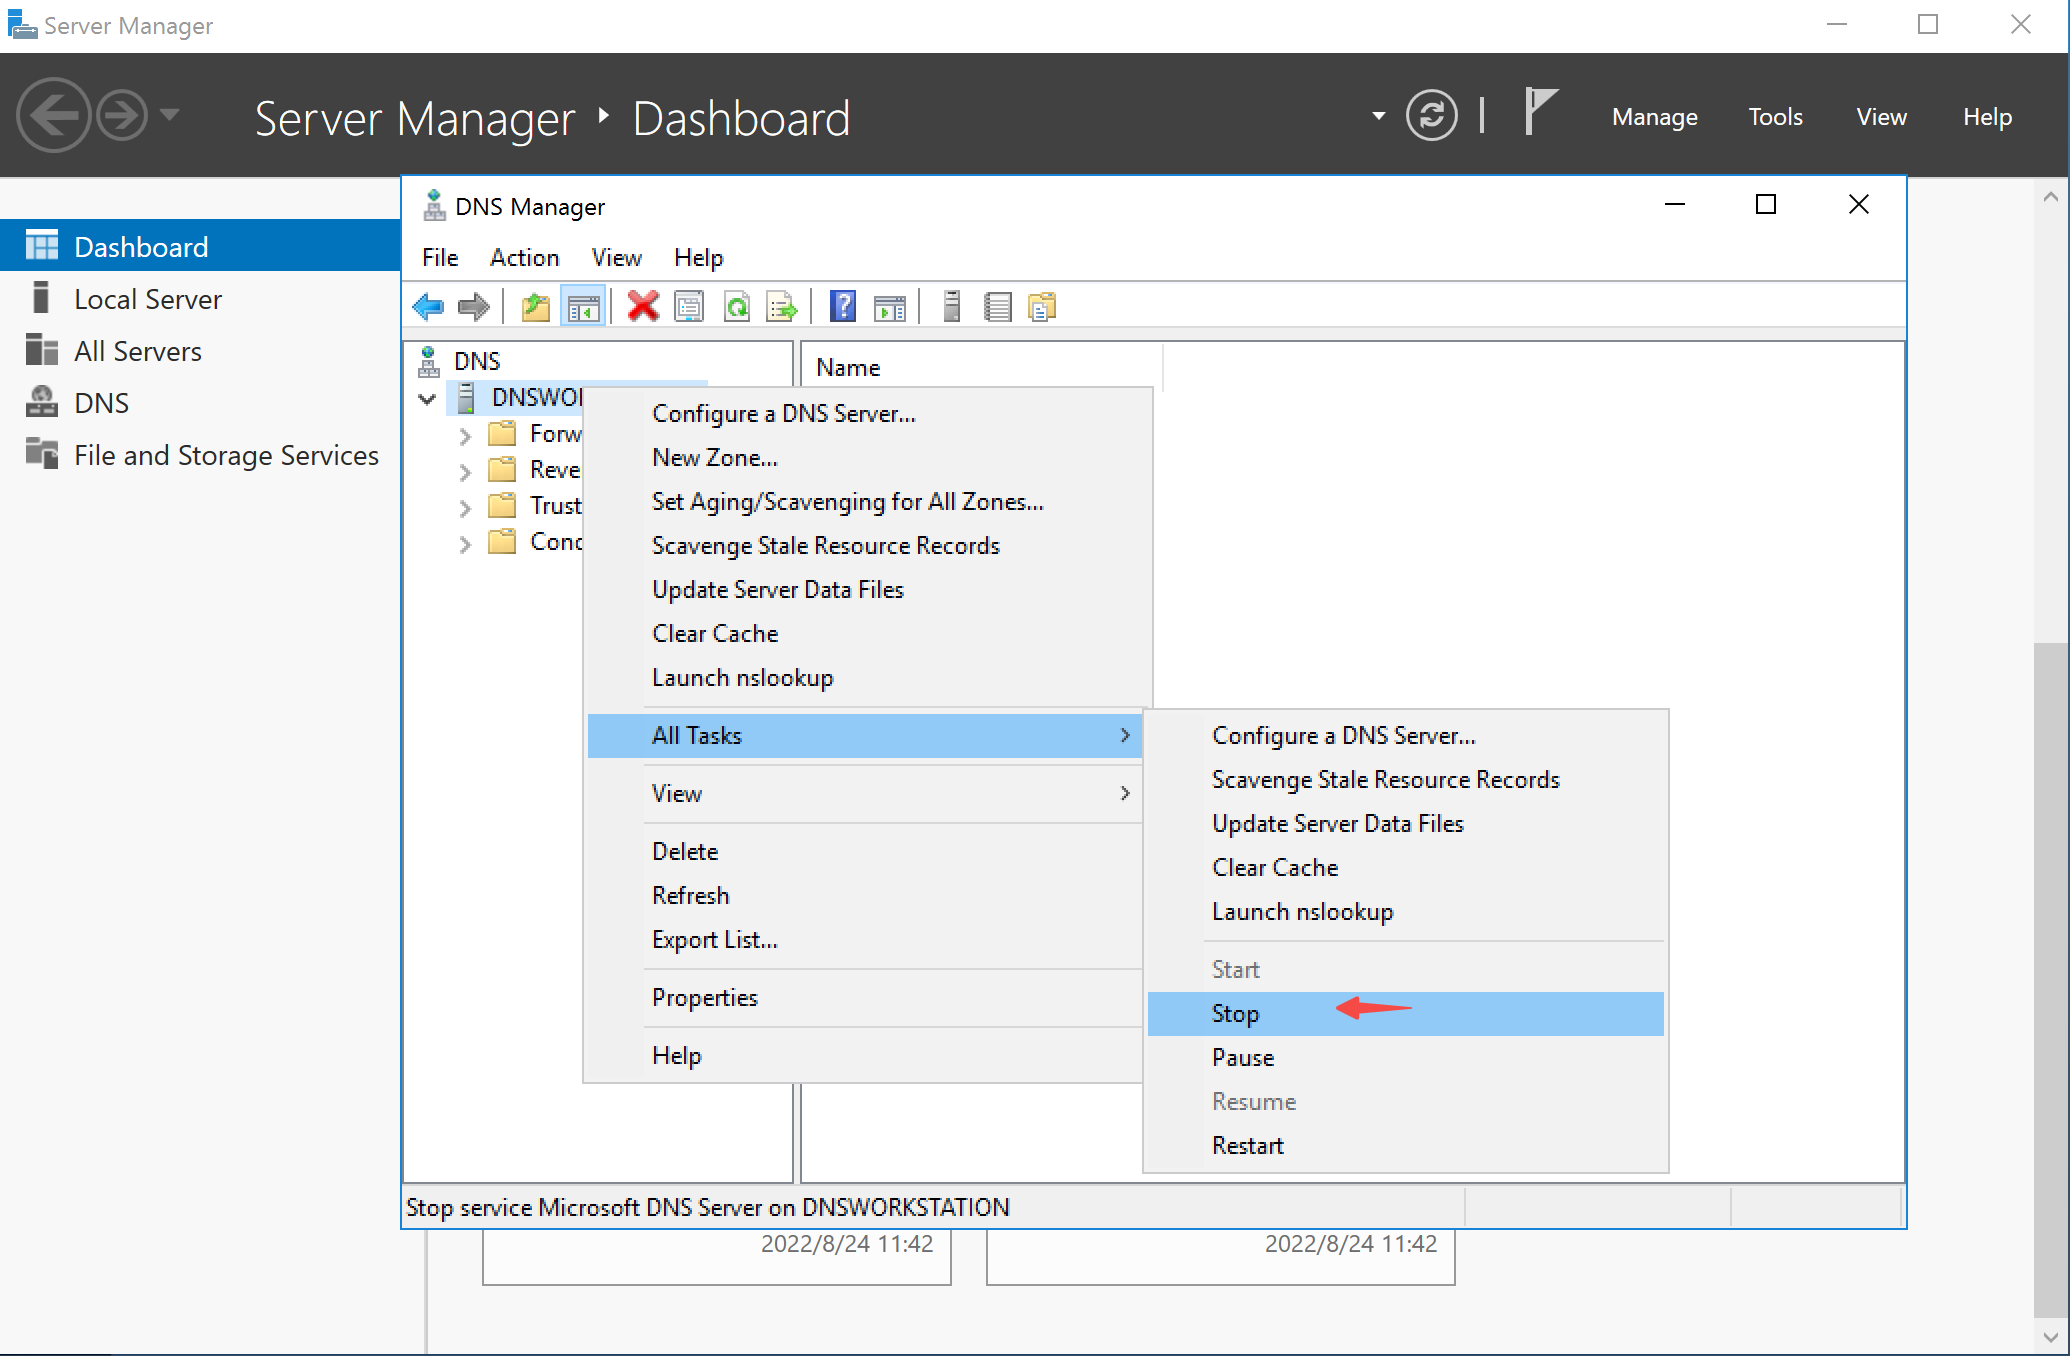 Server Manager
Server Manager ‣ Dashboard
Manage Tools View Help
Dashboard
Local Server
All Servers
DNS
File and Storage Services
DNS Manager
File Action View Help
DNS
DNSWO
Forw
Reve
Trust
Conc
Name
Configure a DNS Server...
New Zone...
Set Aging/Scavenging for All Zones...
Scavenge Stale Resource Records
Update Server Data Files
Clear Cache
Launch nslookup
All Tasks
View
Delete
Refresh
Export List...
Properties
Help
Configure a DNS Server...
Scavenge Stale Resource Records
Update Server Data Files
Clear Cache
Launch nslookup
Start
Stop
Pause
Resume
Restart
Stop service Microsoft DNS Server on DNSWORKSTATION
2022/8/24 11:42
2022/8/24 11:42